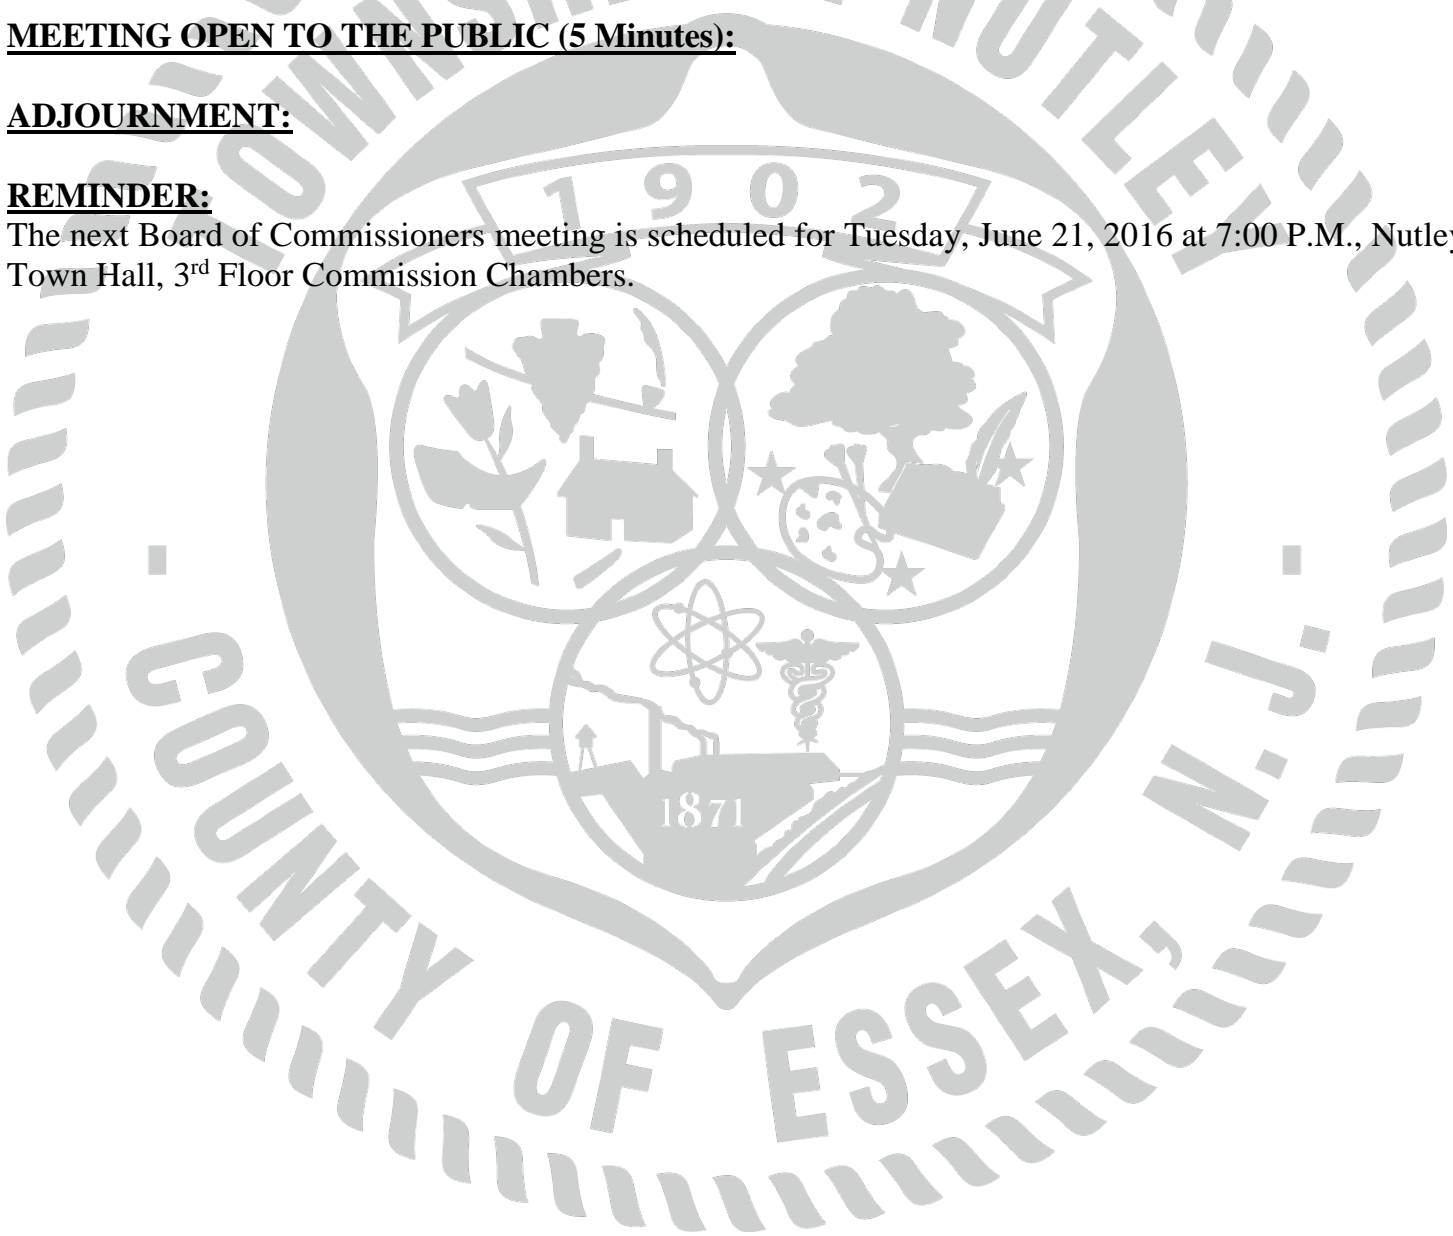 MEETING OPEN TO THE PUBLIC (5 Minutes):
ADJOURNMENT:
REMINDER:
The next Board of Commissioners meeting is scheduled for Tuesday, June 21, 2016 at 7:00 P.M., Nutley
Town Hall, 3rd Floor Commission Chambers.
NUTLEY
1902
1871
COUNTY OF ESSEX, N.J.